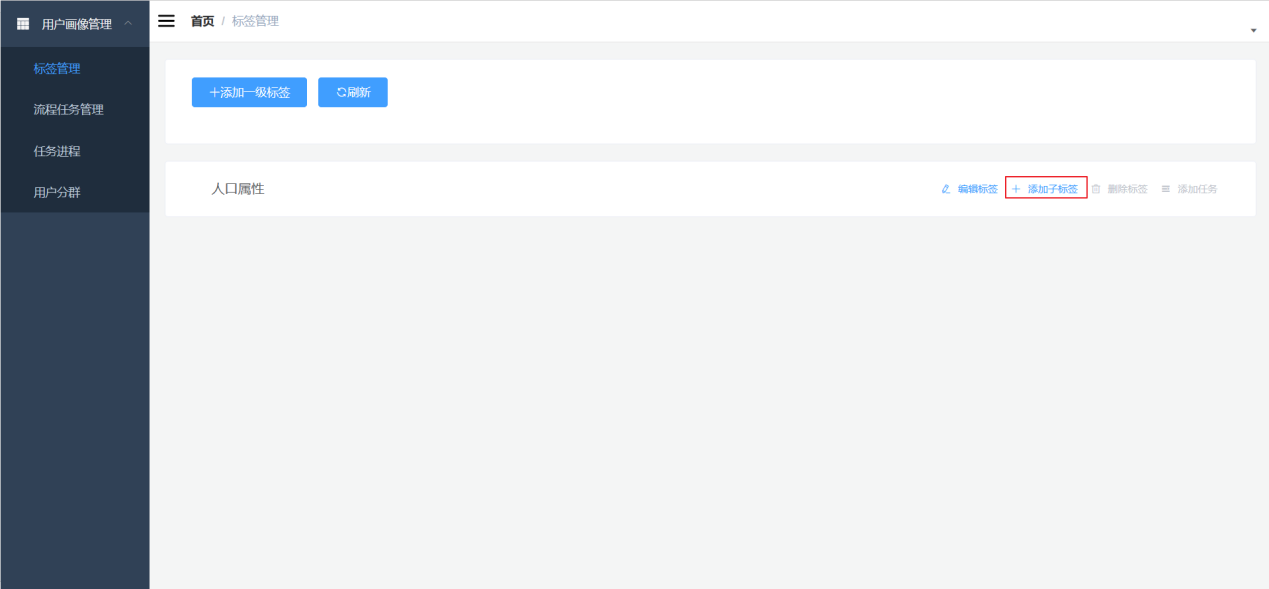 用户画像管理
首页 / 标签管理
标签管理
流程任务管理
任务进程
用户分群
+添加一级标签 刷新
人口属性 编辑标签 + 添加子标签 删除标签 添加任务